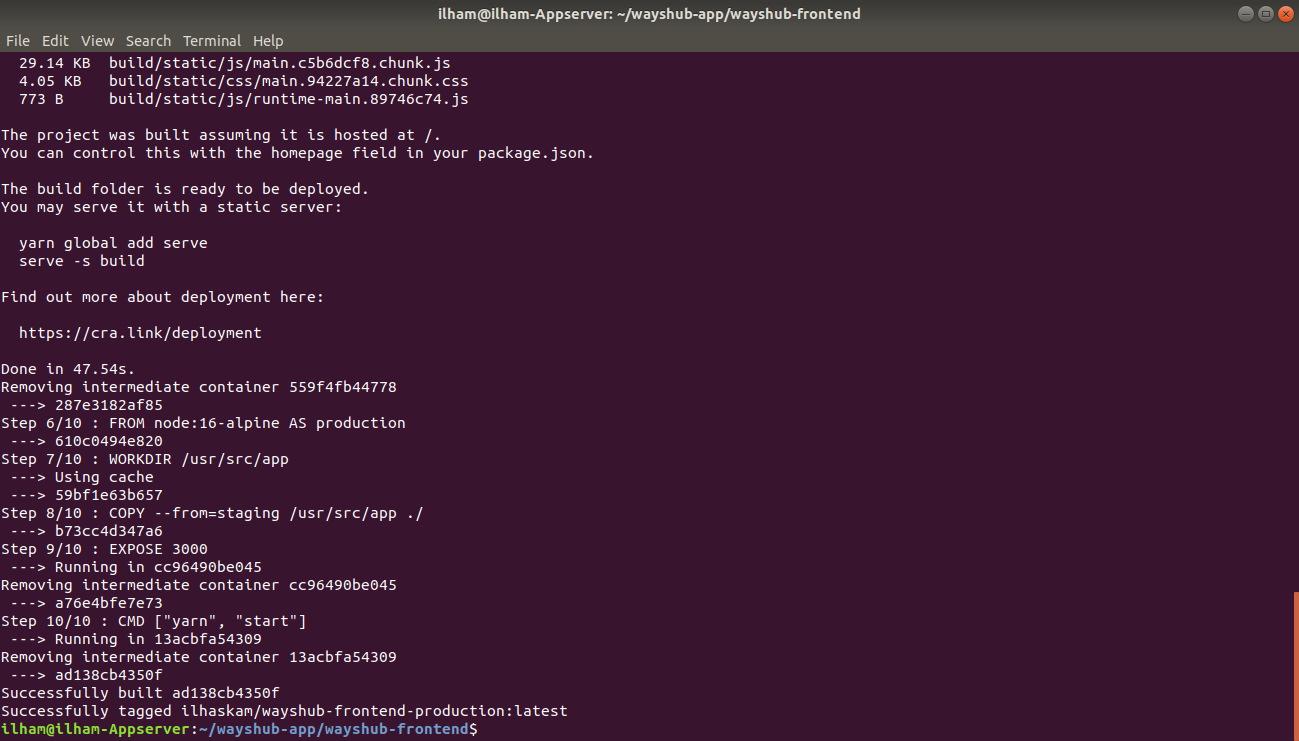 ilham@ilham-Appserver: ~/wayshub-app/wayshub-frontend
File Edit View Search Terminal Help
29.14 KB  build/static/js/main.c5b6dcf8.chunk.js
4.05 KB   build/static/css/main.94227a14.chunk.css
773 B     build/static/js/runtime-main.89746c74.js
The project was built assuming it is hosted at /.
You can control this with the homepage field in your package.json.
The build folder is ready to be deployed.
You may serve it with a static server:
yarn global add serve
serve -s build
Find out more about deployment here:
https://cra.link/deployment
Done in 47.54s.
Removing intermediate container 559f4fb44778
---> 287e3182af85
Step 6/10 : FROM node:16-alpine AS production
---> 610c0494e820
Step 7/10 : WORKDIR /usr/src/app
---> Using cache
---> 59bf1e63b657
Step 8/10 : COPY --from=staging /usr/src/app ./
---> b73cc4d347a6
Step 9/10 : EXPOSE 3000
---> Running in cc96490be045
Removing intermediate container cc96490be045
---> a76e4bfe7e73
Step 10/10 : CMD ["yarn", "start"]
---> Running in 13acbfa54309
Removing intermediate container 13acbfa54309
---> ad138cb4350f
Successfully built ad138cb4350f
Successfully tagged ilhaskam/wayshub-frontend-production:latest
ilham@ilham-Appserver:~/wayshub-app/wayshub-frontend$